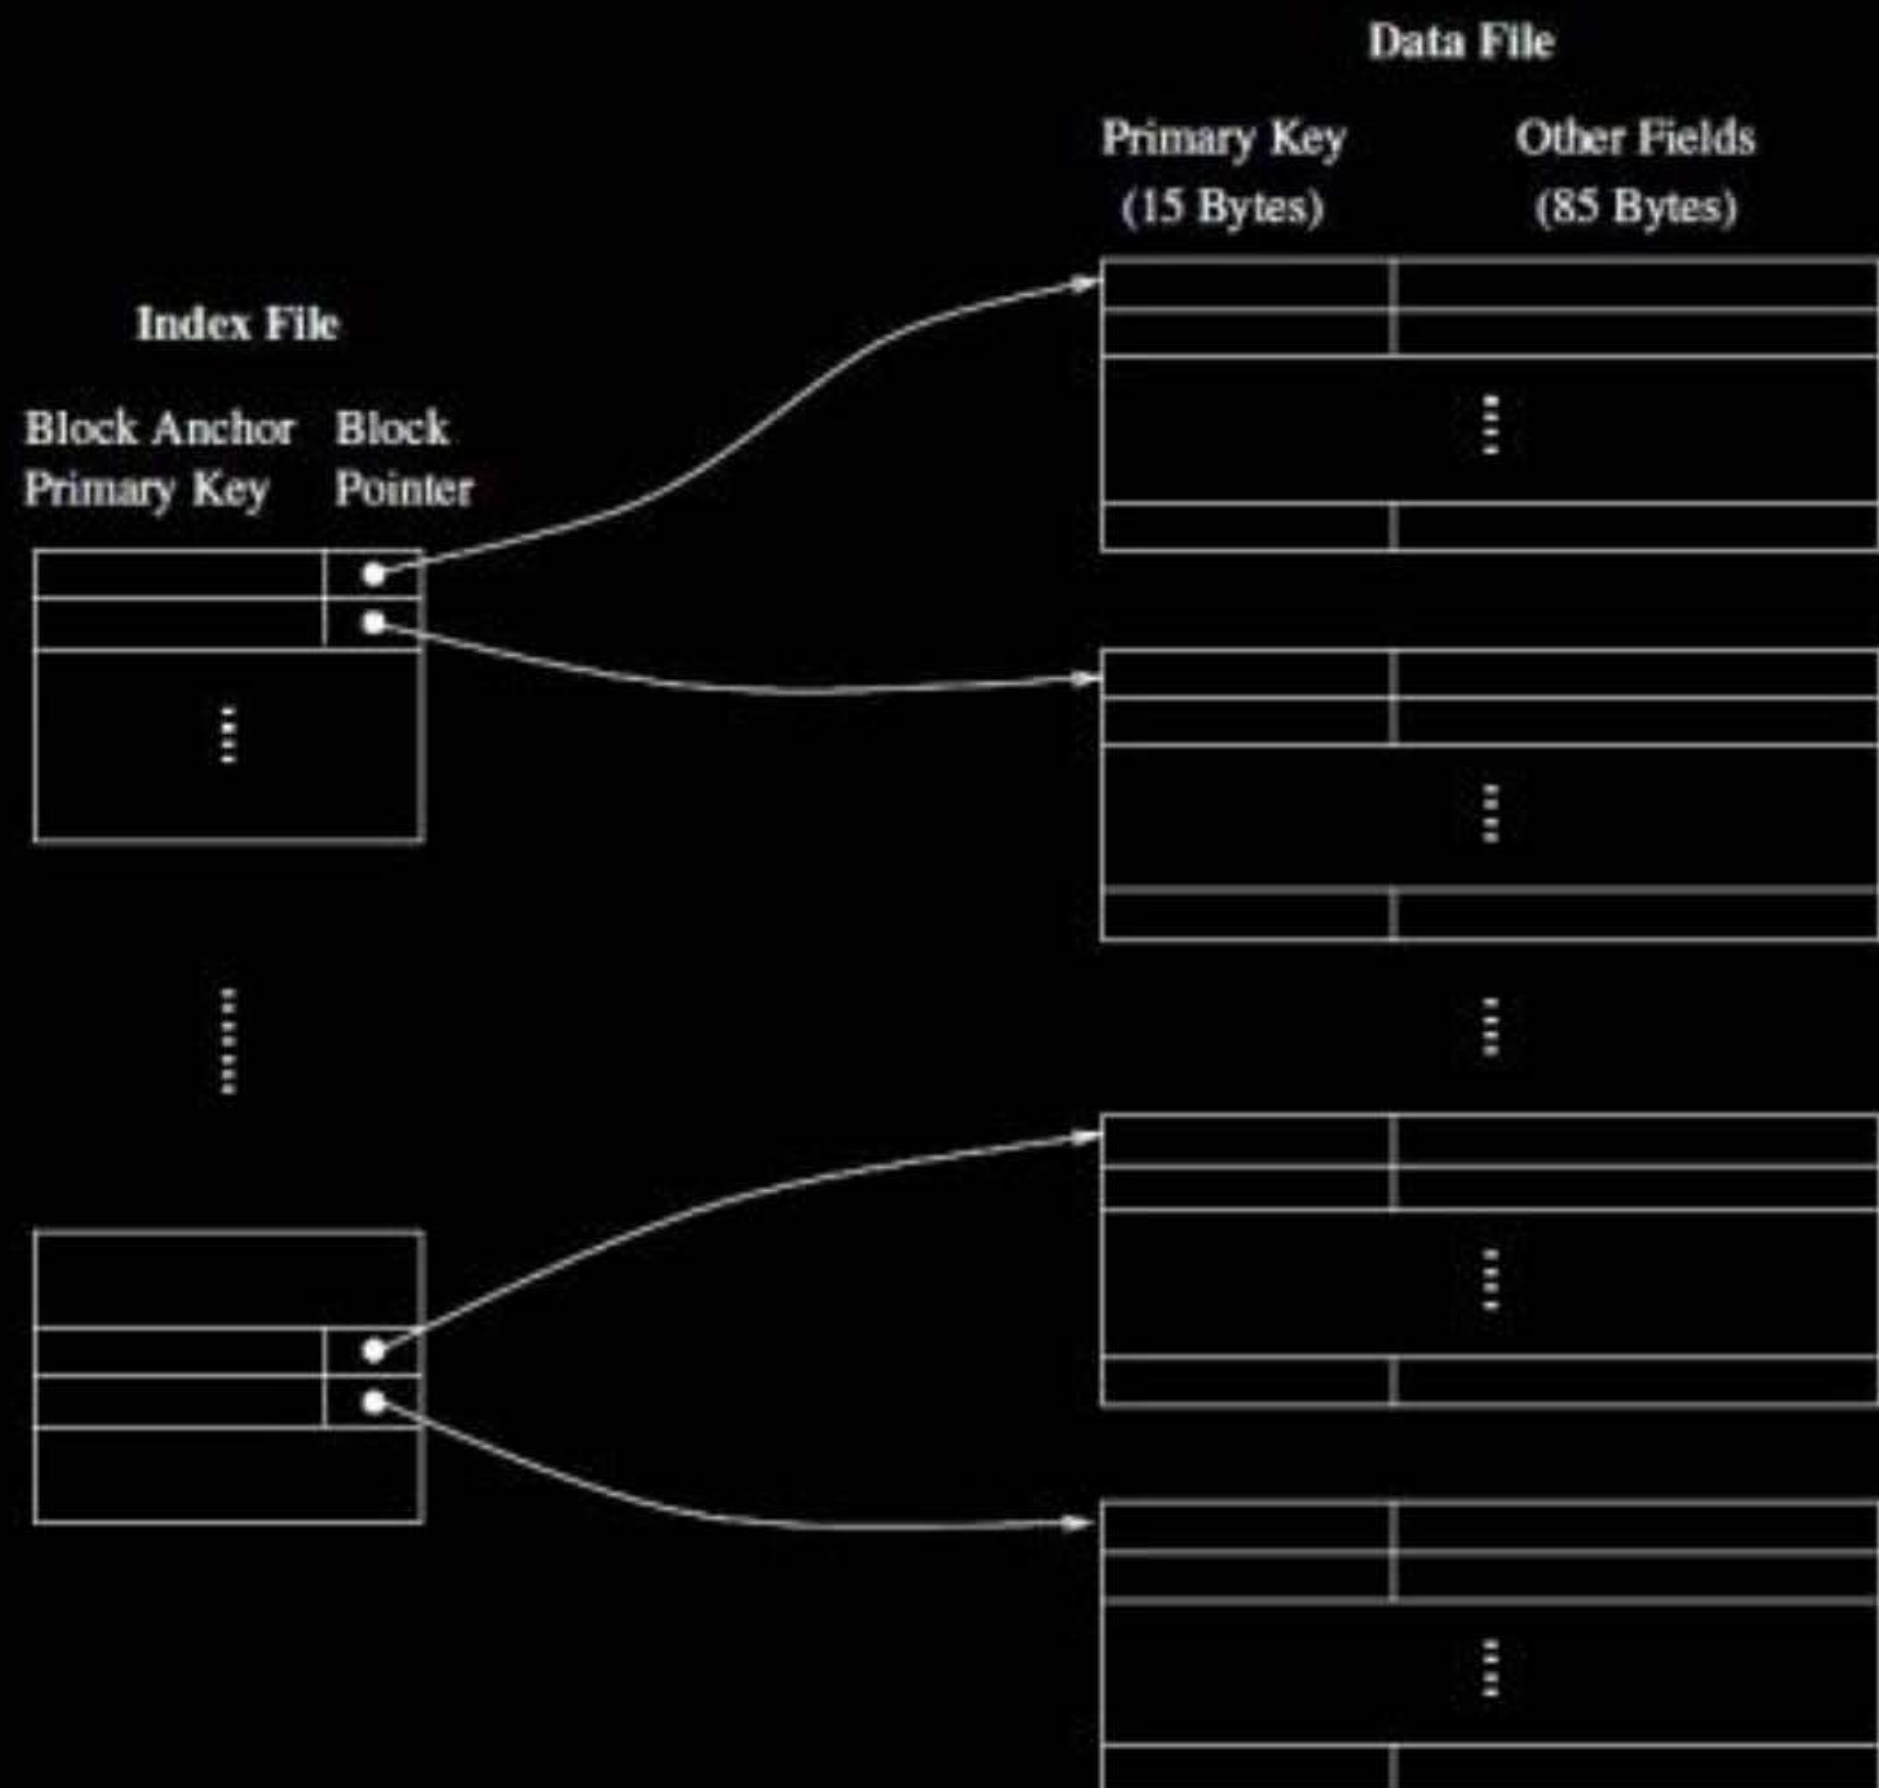 Data File
Primary Key
(15 Bytes)
Other Fields
(85 Bytes)
Index File
Block Anchor
Primary Key
Block
Pointer